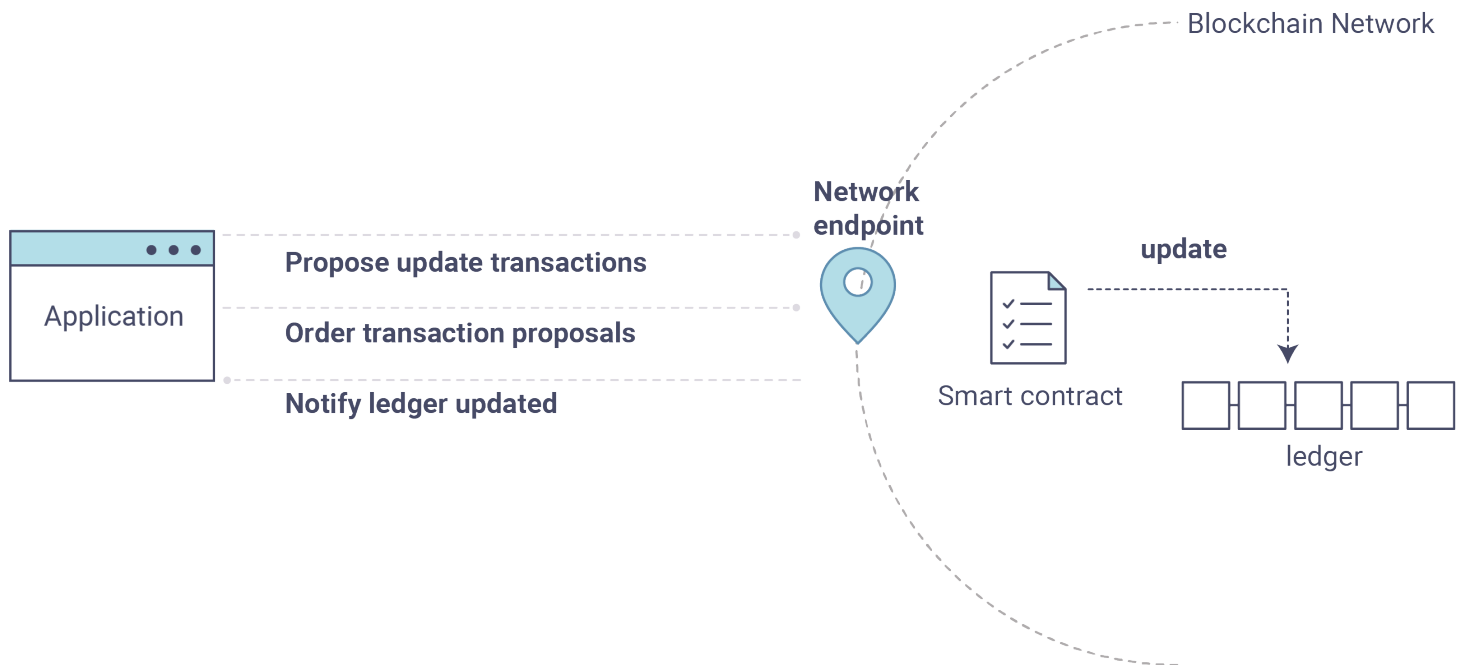 Blockchain Network
Network
endpoint
Propose update transactions
Application
Order transaction proposals
Notify ledger updated
update
Smart contract
ledger